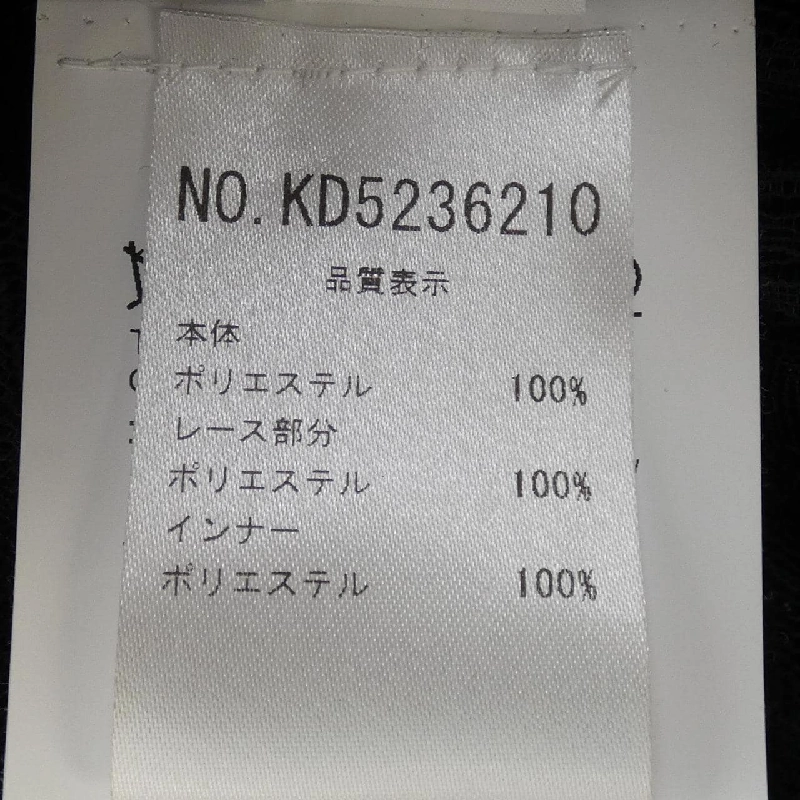 NO.KD5236210
品質表示
本体
ポリエステル 100%
レース部分
ポリエステル 100%
インナー
ポリエステル 100%